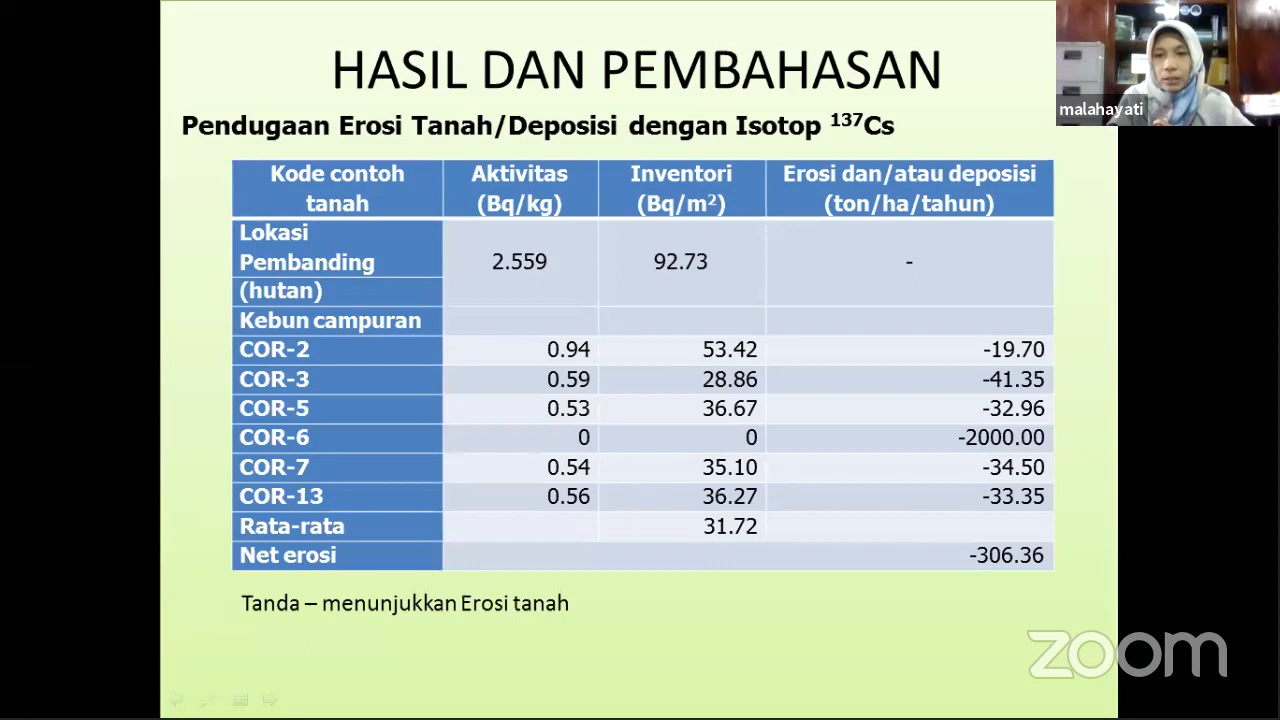 HASIL DAN PEMBAHASAN
malahayati
Pendugaan Erosi Tanah/Deposisi dengan Isotop ¹³⁷Cs
Kode contoh tanah Aktivitas (Bq/kg) Inventori (Bq/m²) Erosi dan/atau deposisi (ton/ha/tahun)
Lokasi Pembanding (hutan) 2.559 92.73 -
Kebun campuran
COR-2 0.94 53.42 -19.70
COR-3 0.59 28.86 -41.35
COR-5 0.53 36.67 -32.96
COR-6 0 0 -2000.00
COR-7 0.54 35.10 -34.50
COR-13 0.56 36.27 -33.35
Rata-rata 31.72
Net erosi -306.36
Tanda – menunjukkan Erosi tanah
zoom